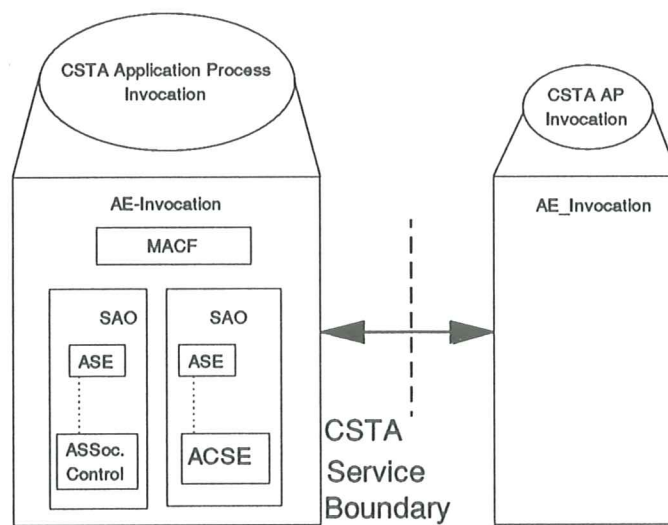 CSTA Application Process
Invocation
CSTA AP
Invocation
AE-Invocation
AE_Invocation
MACF
SAO
SAO
ASE
ASE
ASSoc.
Control
ACSE
CSTA
Service
Boundary